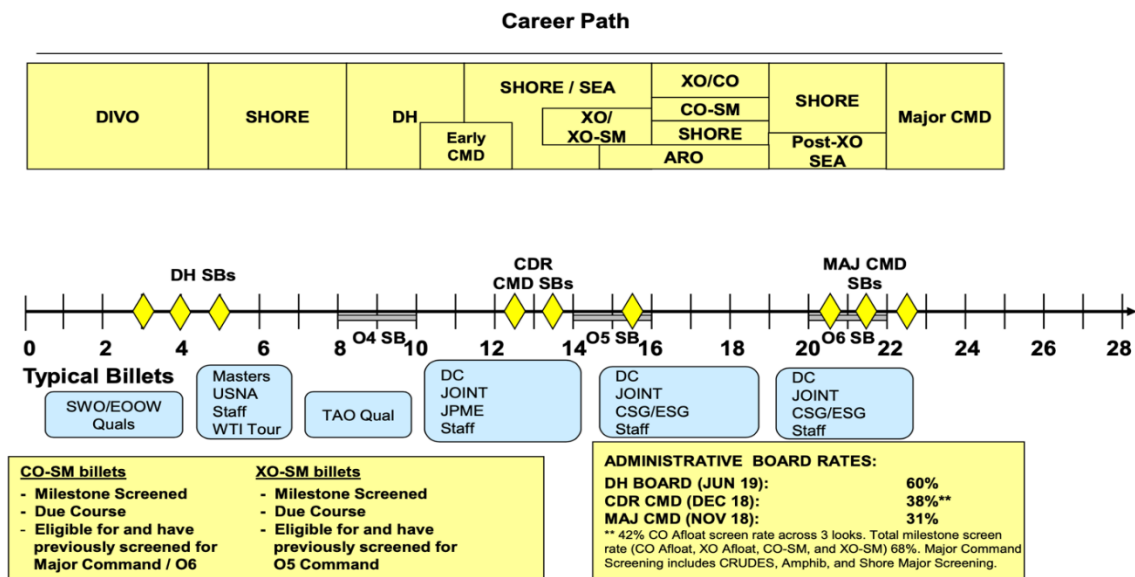 Career Path
DIVO
SHORE
DH
Early
CMD
SHORE / SEA
XO/
XO-SM
XO/CO
CO-SM
SHORE
ARO
SHORE
Post-XO
SEA
Major CMD
DH SBs
CDR
CMD SBs
MAJ CMD
SBs
O4 SB
O5 SB
O6 SB
0 2 4 6 8 10 12 14 16 18 20 22 24 26 28
Typical Billets
SWO/EOOW
Quals
Masters
USNA
Staff
WTI Tour
TAO Qual
DC
JOINT
JPME
Staff
DC
JOINT
CSG/ESG
Staff
DC
JOINT
CSG/ESG
Staff
CO-SM billets
- Milestone Screened
- Due Course
- Eligible for and have
previously screened for
Major Command / O6
XO-SM billets
- Milestone Screened
- Due Course
- Eligible for and have
previously screened for
O5 Command
ADMINISTRATIVE BOARD RATES:
DH BOARD (JUN 19): 60%
CDR CMD (DEC 18): 38%**
MAJ CMD (NOV 18): 31%
** 42% CO Afloat screen rate across 3 looks. Total milestone screen
rate (CO Afloat, XO Afloat, CO-SM, and XO-SM) 68%. Major Command
Screening includes CRUDES, Amphib, and Shore Major Screening.